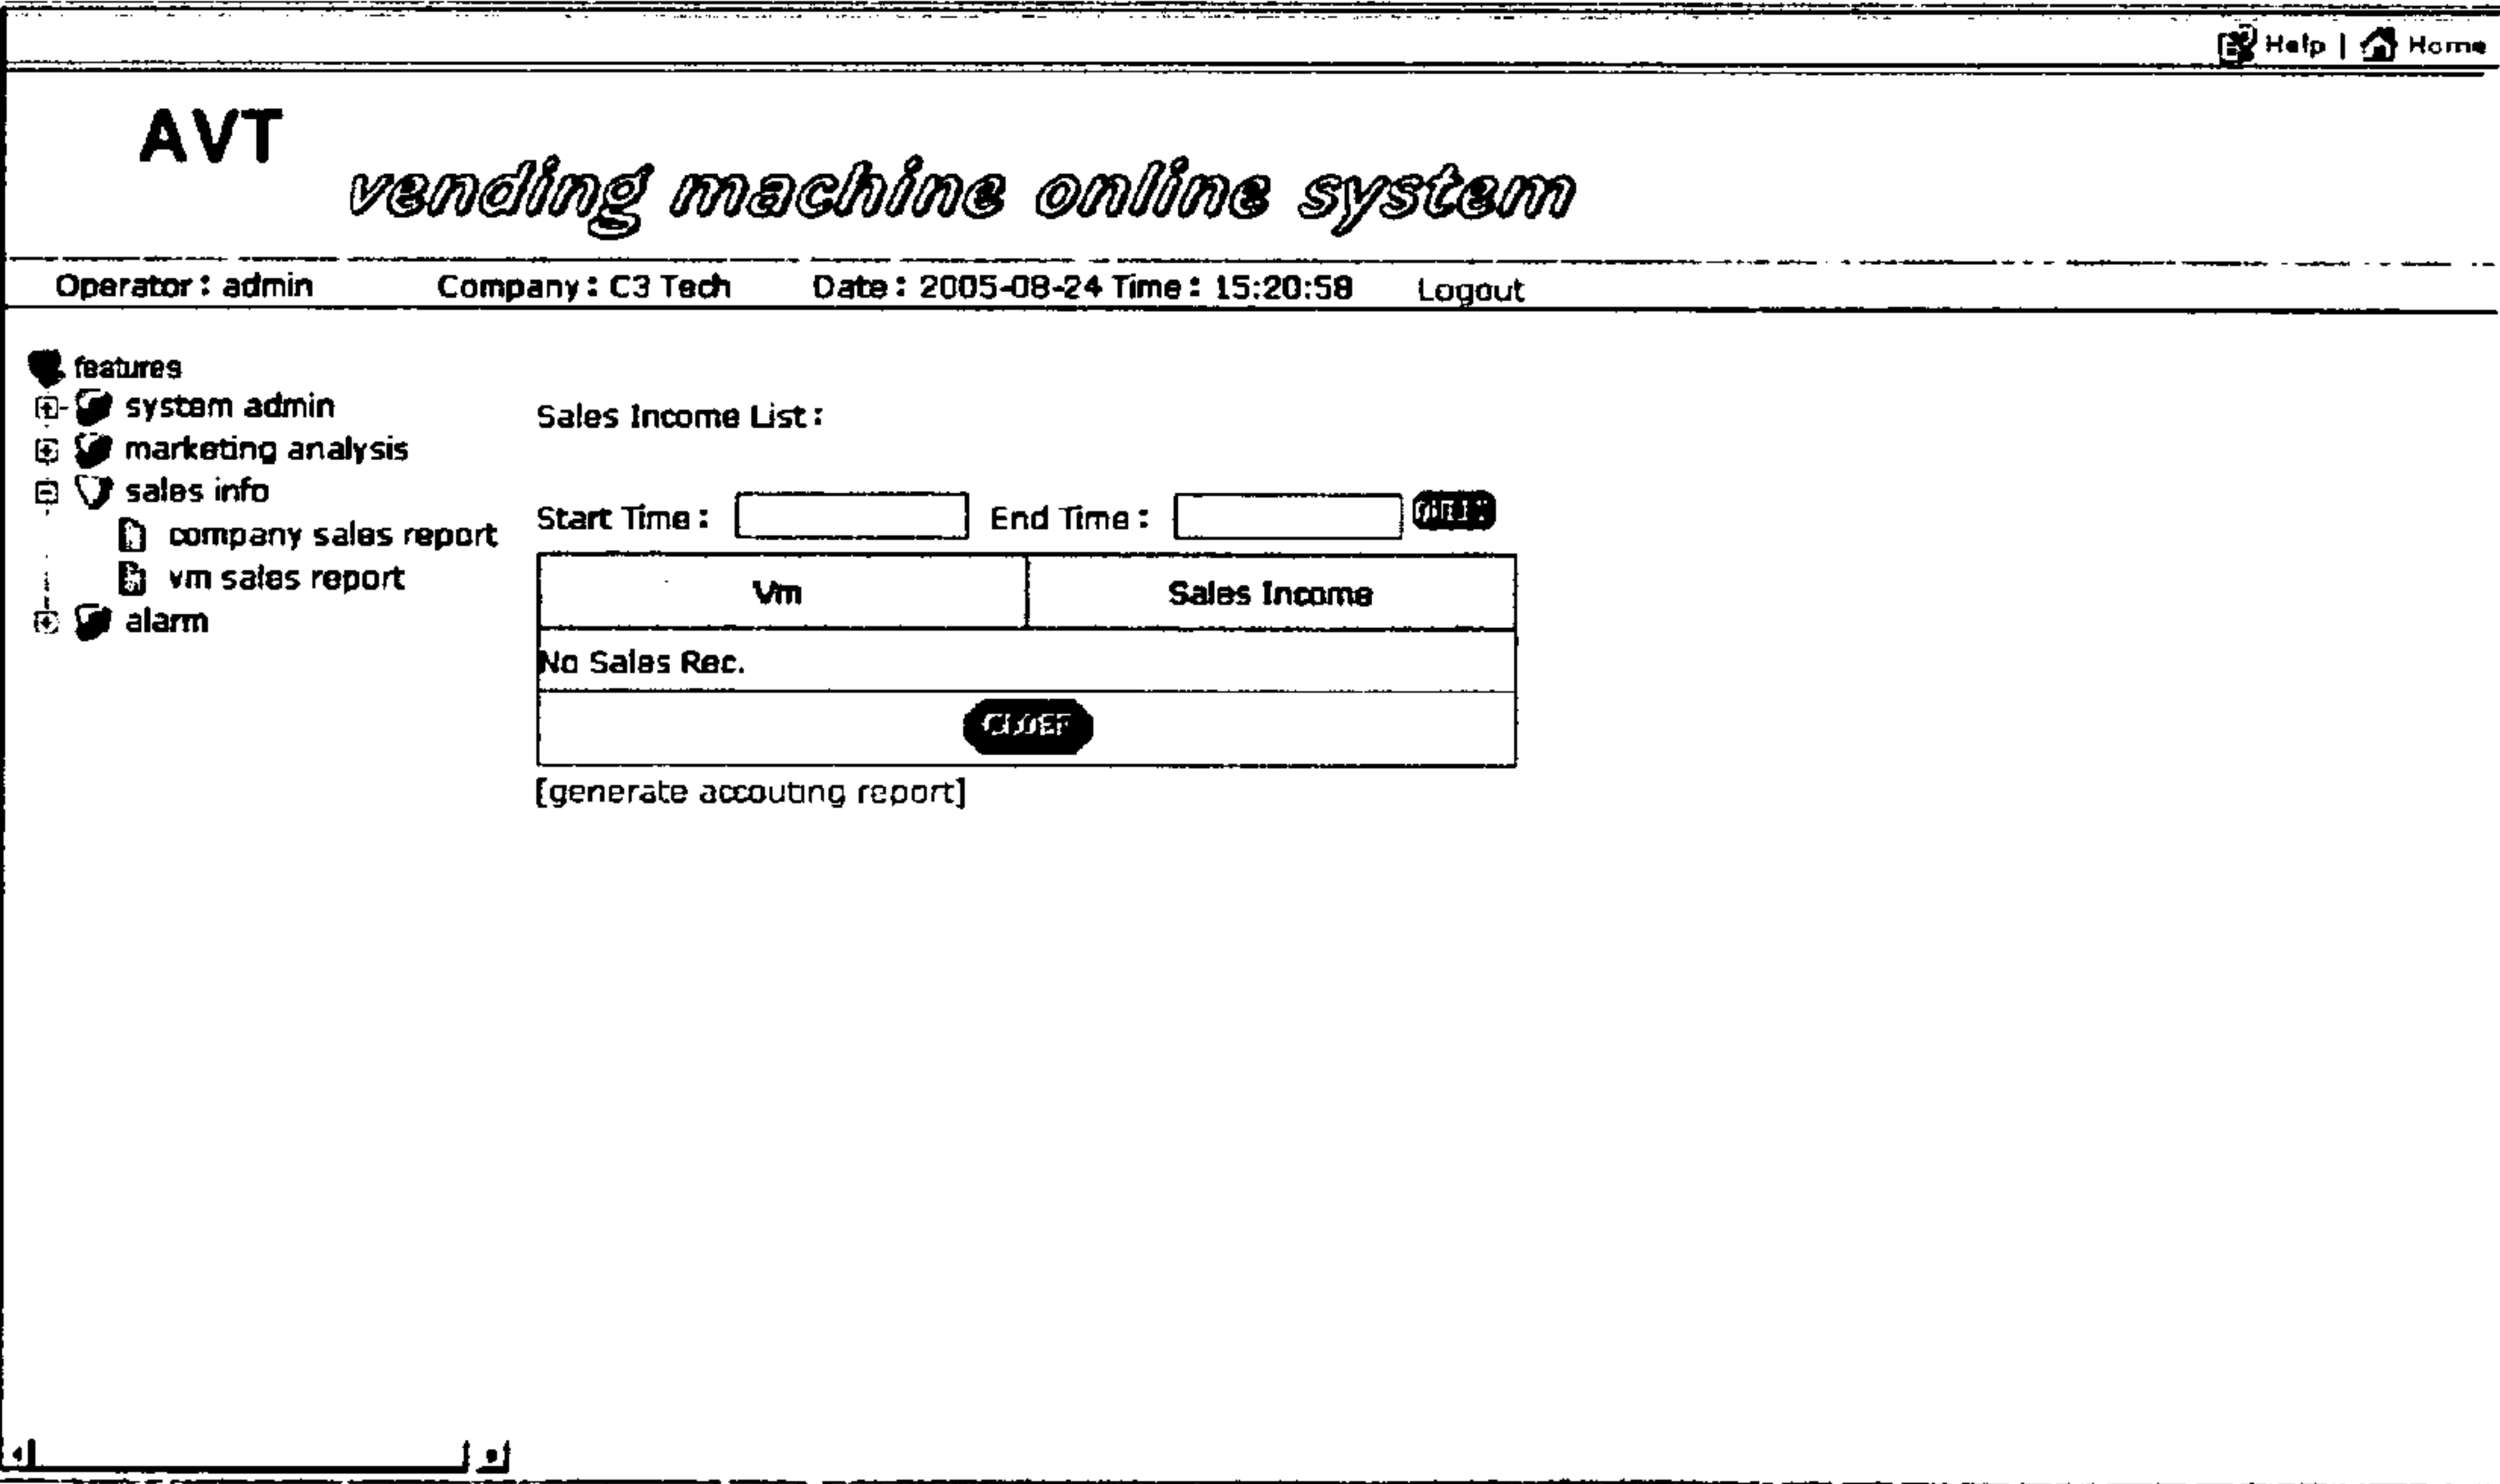 Help | Home
AVT
vending machine online system
Operator : admin Company : C3 Tech Date : 2005-08-24 Time : 15:20:58 Logout
features
system admin
marketing analysis
sales info
company sales report
vm sales report
alarm
Sales Income List :
Start Time : End Time :
Vm Sales Income
No Sales Rec.
[generate accouting report]